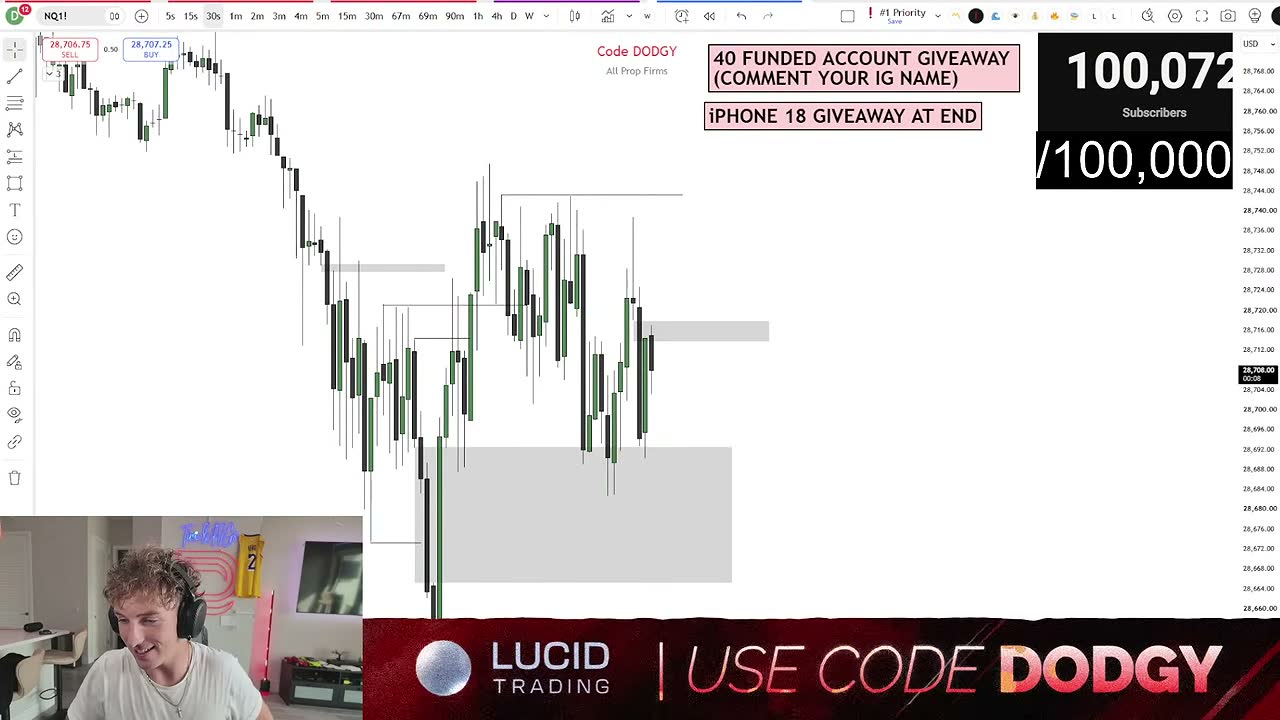 12
NQ1!
5s 15s 30s 1m 2m 3m 4m 5m 15m 30m 67m 69m 90m 1h 4h D W
w
#1 Priority
Save
L L
28,706.75
SELL
0.50
28,707.25
BUY
3
Code DODGY
All Prop Firms
40 FUNDED ACCOUNT GIVEAWAY
(COMMENT YOUR IG NAME)
iPHONE 18 GIVEAWAY AT END
100,072
Subscribers
/100,000
USD
28,768.00
28,764.00
28,760.00
28,756.00
28,752.00
28,748.00
28,744.00
28,740.00
28,736.00
28,732.00
28,728.00
28,724.00
28,720.00
28,716.00
28,712.00
28,708.00
00:08
28,704.00
28,700.00
28,696.00
28,692.00
28,688.00
28,684.00
28,680.00
28,676.00
28,672.00
28,668.00
28,664.00
28,660.00
2
LUCID
TRADING
USE CODE DODGY